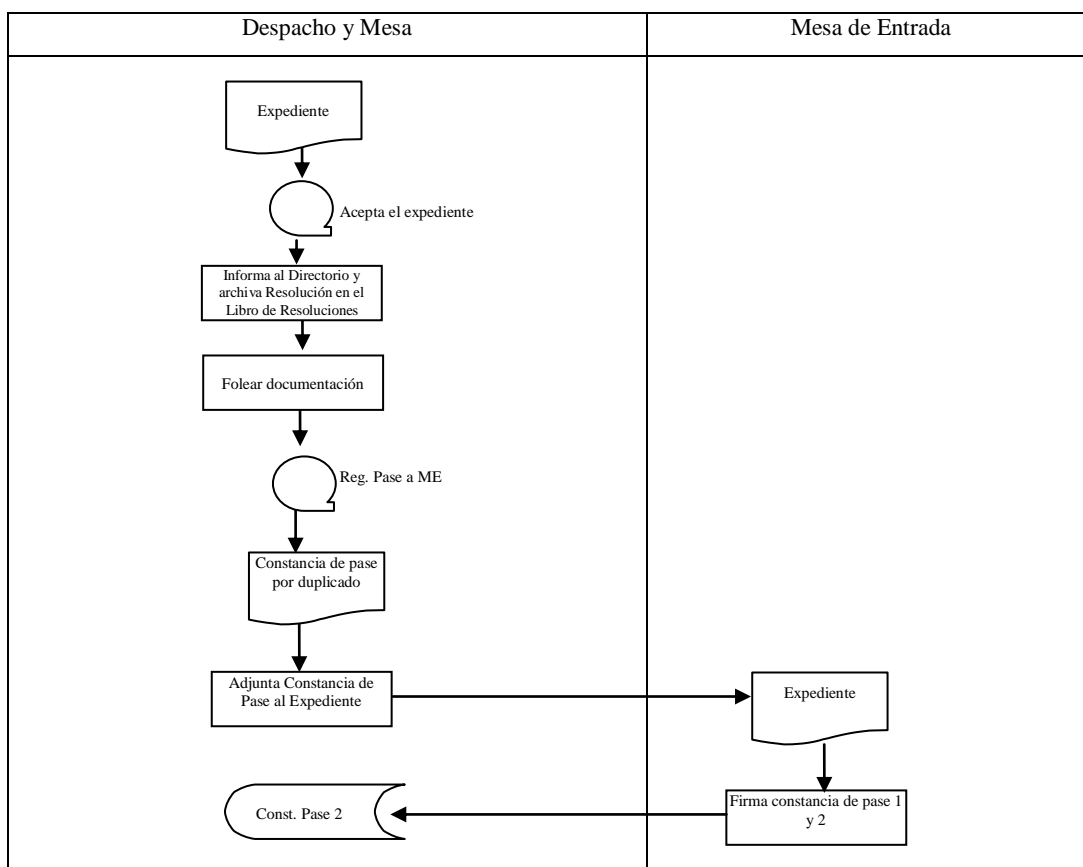 Despacho y Mesa
Mesa de Entrada
Expediente
Acepta el expediente
Informa al Directorio y
archiva Resolución en el
Libro de Resoluciones
Folear documentación
Reg. Pase a ME
Constancia de pase
por duplicado
Adjunta Constancia de
Pase al Expediente
Expediente
Firma constancia de pase 1
y 2
Const. Pase 2